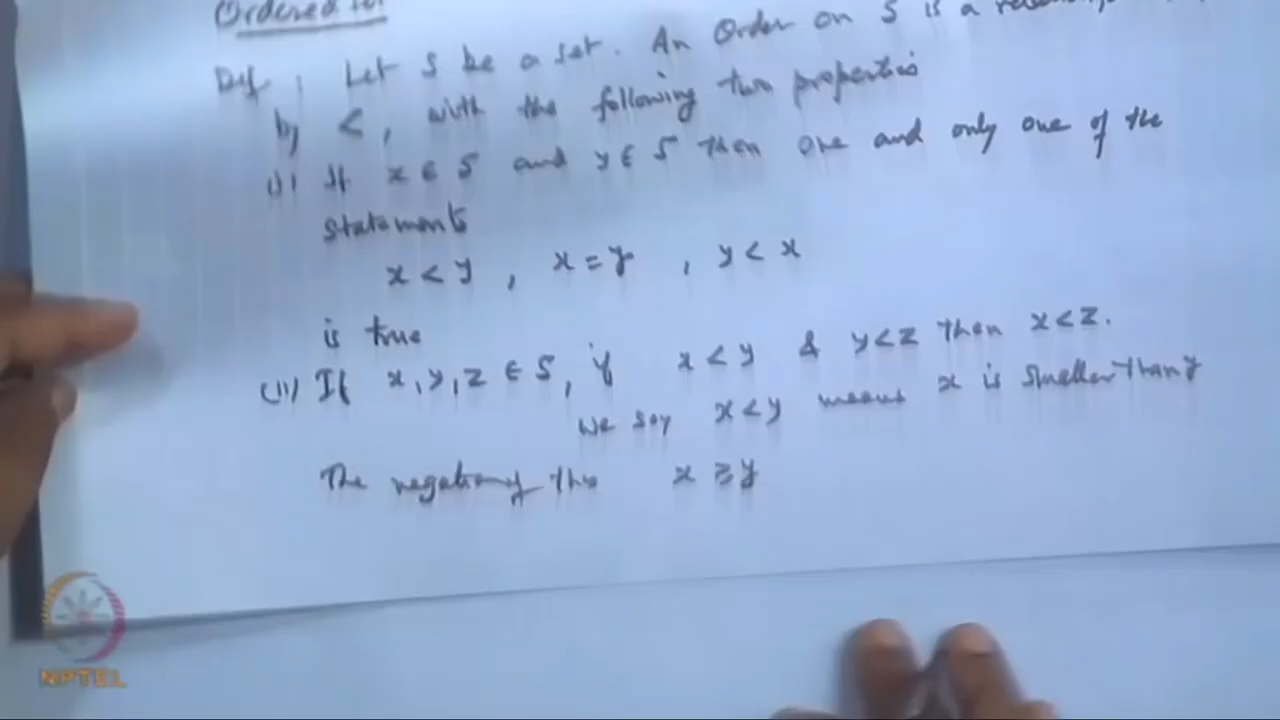 Ordered
Def. Let S be a set. An Order on S is a
by <, with the following two properties
(i) If x ∈ S and y ∈ S then one and only one of the
statements
x < y , x = y , y < x
is true
(ii) If x, y, z ∈ S, if x < y & y < z then x < z.
We say x < y means x is smaller than y
The negation of this x ≥ y
NPTEL